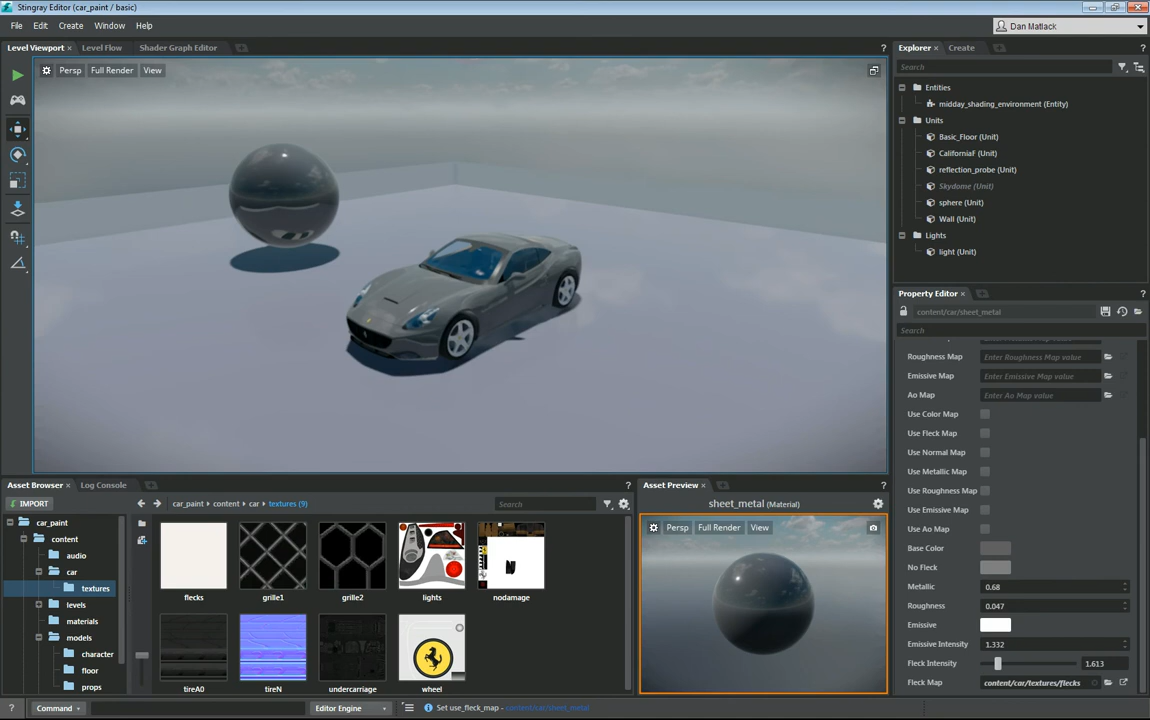 Stingray Editor (car_paint / basic)
File Edit Create Window Help
Dan Matlack
Level Viewport × Level Flow Shader Graph Editor ?
Persp Full Render View
Explorer × Create ?
Search
Entities
midday_shading_environment (Entity)
Units
Basic_Floor (Unit)
CaliforniaF (Unit)
reflection_probe (Unit)
Skydome (Unit)
sphere (Unit)
Wall (Unit)
Lights
light (Unit)
Property Editor × ?
content/car/sheet_metal
Search
Roughness Map Enter Roughness Map value
Emissive Map Enter Emissive Map value
Ao Map Enter Ao Map value
Use Color Map
Use Fleck Map
Use Normal Map
Use Metallic Map
Use Roughness Map
Use Emissive Map
Use Ao Map
Base Color
No Fleck
Metallic 0.68
Roughness 0.047
Emissive
Emissive Intensity 1.332
Fleck Intensity 1.613
Fleck Map content/car/textures/flecks
Asset Browser × Log Console ?
IMPORT
car_paint content car textures (9) Search
car_paint
content
audio
car
textures
levels
materials
models
character
floor
props
flecks grille1 grille2 lights nodamage
tireA0 tireN undercarriage wheel
Asset Preview × ?
sheet_metal (Material)
Persp Full Render View
? Command Editor Engine Set use_fleck_map - content/car/sheet_metal